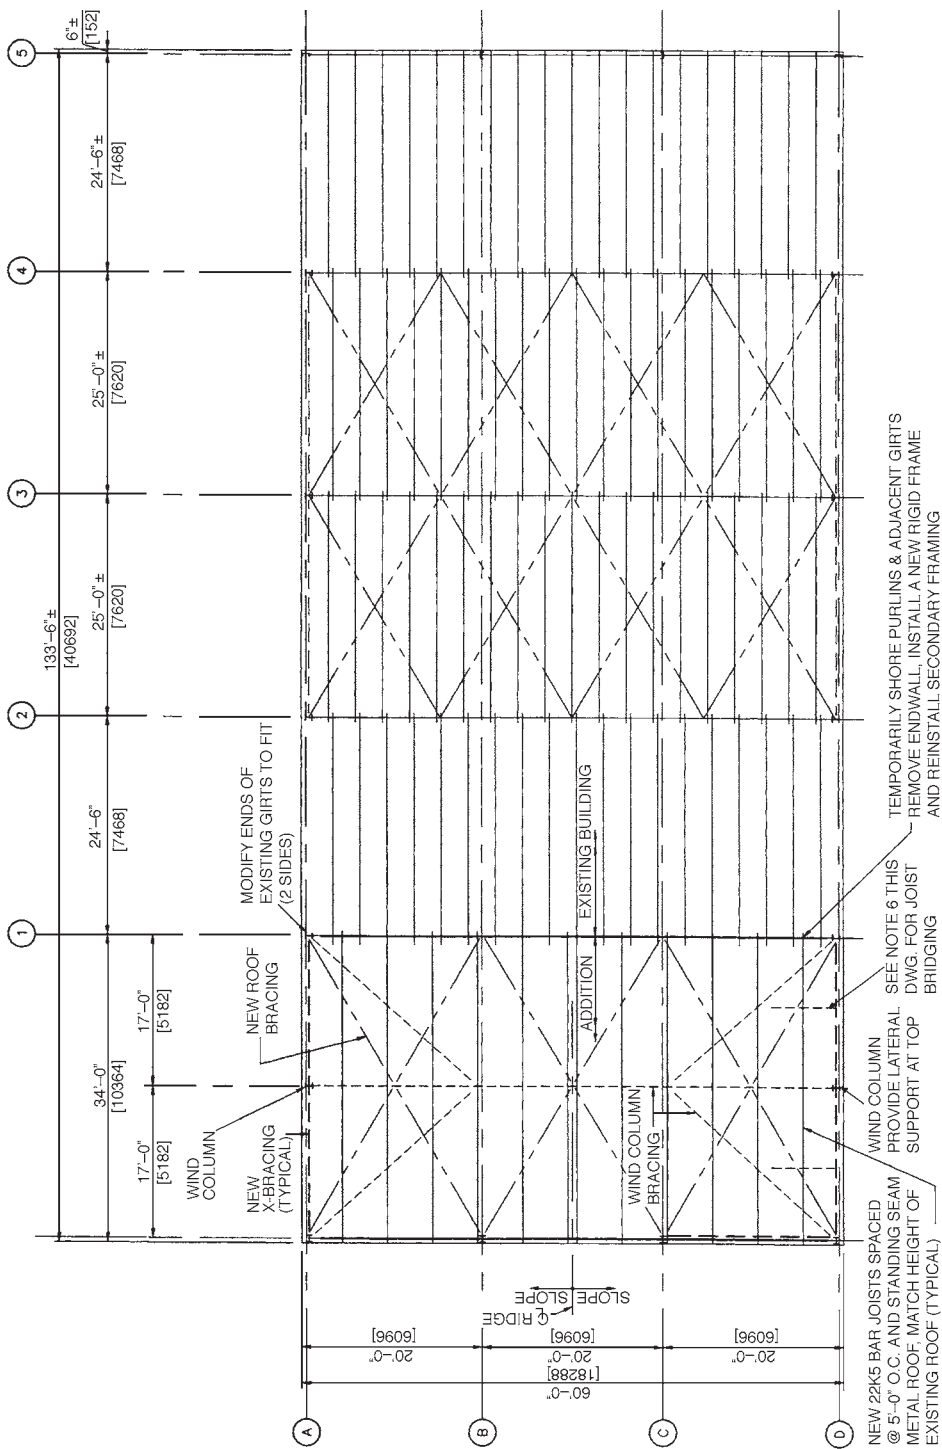 5
4
3
2
1
6"±
[152]
24'–6"±
[7468]
25'–0"±
[7620]
25'–0"±
[7620]
24'–6"
[7468]
133'–6"±
[40692]
34'–0"
[10364]
17'–0"
[5182]
17'–0"
[5182]
MODIFY ENDS OF
EXISTING GIRTS TO FIT
(2 SIDES)
NEW ROOF
BRACING
WIND
COLUMN
NEW
X-BRACING
(TYPICAL)
EXISTING BUILDING
ADDITION
WIND COLUMN
BRACING
SLOPE
SLOPE
℄ RIDGE
20'–0"
[6096]
20'–0"
[6096]
20'–0"
[6096]
60'–0"
[18288]
A
B
C
D
TEMPORARILY SHORE PURLINS & ADJACENT GIRTS
REMOVE ENDWALL, INSTALL A NEW RIGID FRAME
AND REINSTALL SECONDARY FRAMING
SEE NOTE 6 THIS
DWG. FOR JOIST
BRIDGING
WIND COLUMN
PROVIDE LATERAL
SUPPORT AT TOP
NEW 22K5 BAR JOISTS SPACED
@ 5'–0" O.C. AND STANDING SEAM
METAL ROOF, MATCH HEIGHT OF
EXISTING ROOF (TYPICAL)